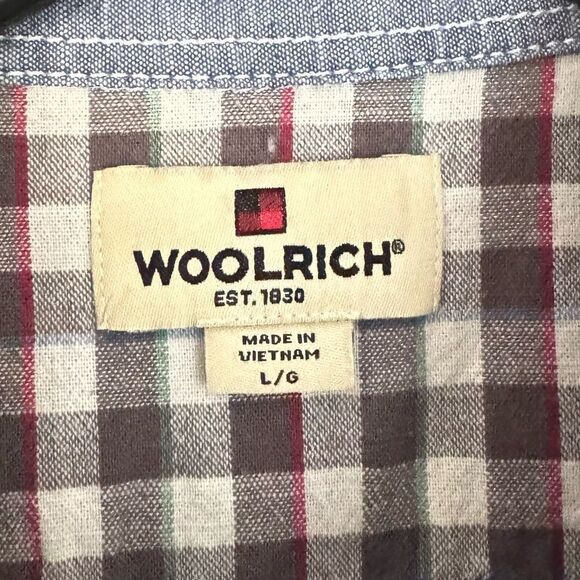 WOOLRICH®
EST. 1830
MADE IN
VIETNAM
L/G